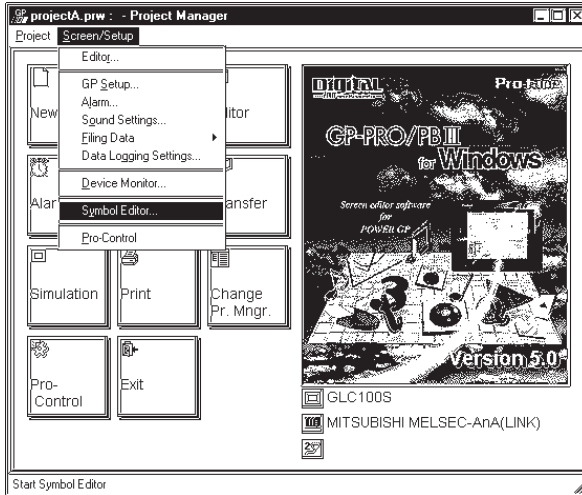 projectA.prw : - Project Manager
Project Screen/Setup
Editor...
GP Setup...
Alarm...
Sound Settings...
Filing Data
Data Logging Settings...
Device Monitor...
Symbol Editor...
Pro-Control
New
itor
Alar
ansfer
Simulation
Print
Change
Pr. Mngr.
Pro-
Control
Exit
DIGITAL
Pro-face
GP-PRO/PB III
for Windows
Screen editor software
for
POWER GP
Version 5.0
GLC100S
MITSUBISHI MELSEC-AnA(LINK)
Start Symbol Editor